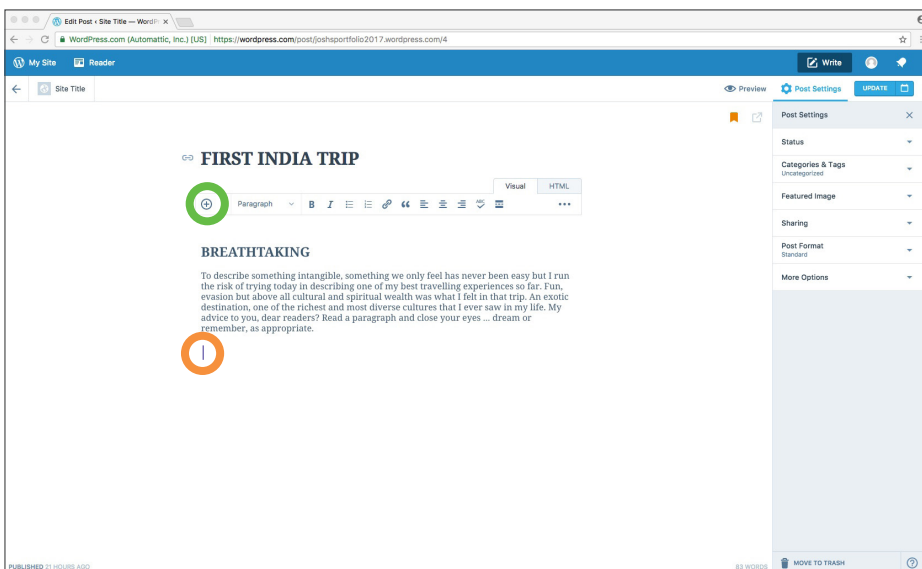 Edit Post ‹ Site Title — WordPr
WordPress.com (Automattic, Inc.) [US] https://wordpress.com/post/joshsportfolio2017.wordpress.com/4
My Site Reader Write
Site Title Preview Post Settings UPDATE
Post Settings
FIRST INDIA TRIP
Status
Categories & Tags
Uncategorized
Visual HTML
Paragraph B I ABC
Featured Image
Sharing
BREATHTAKING
Post Format
Standard
To describe something intangible, something we only feel has never been easy but I run
the risk of trying today in describing one of my best travelling experiences so far. Fun,
evasion but above all cultural and spiritual wealth was what I felt in that trip. An exotic
destination, one of the richest and most diverse cultures that I ever saw in my life. My
advice to you, dear readers? Read a paragraph and close your eyes ... dream or
remember, as appropriate.
More Options
PUBLISHED 21 HOURS AGO 83 WORDS MOVE TO TRASH